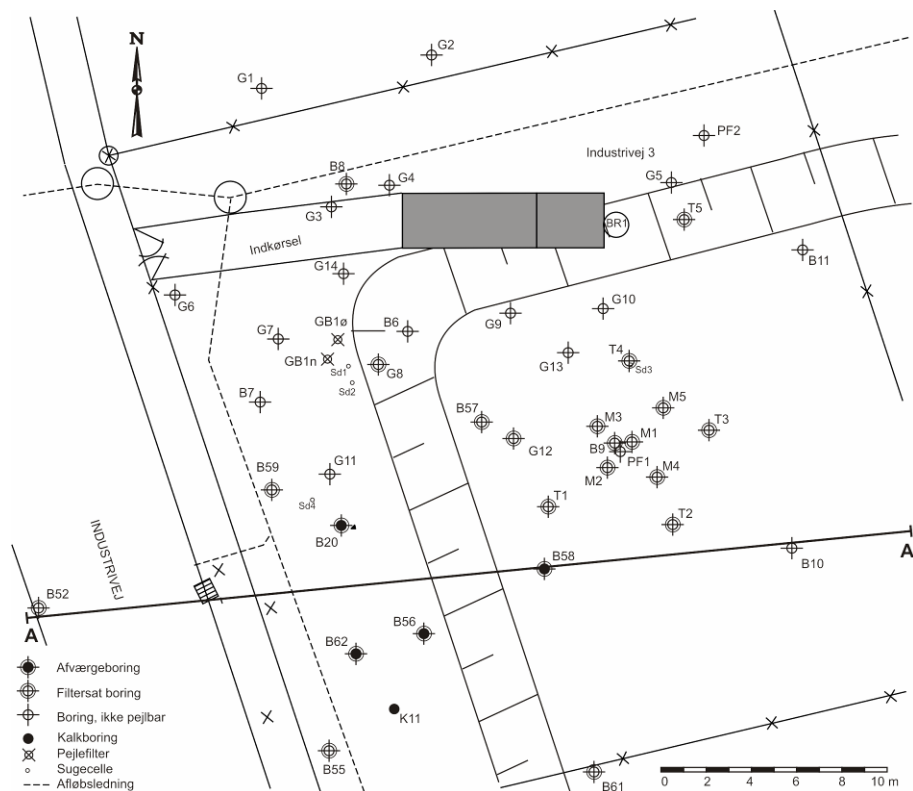 N
G2
G1
PF2
Industrivej 3
B8
G4
G5
G3
T5
BR1
Indkørsel
B11
G14
G6
G10
G9
GB1ø
B6
G7
T4
G13
GB1n
Sd1
G8
Sd3
Sd2
M5
B7
B57
M3
T3
M1
G12
B9
PF1
G11
M4
B59
M2
Sd4
T1
T2
B20
A
INDUSTRIVEJ
B58
B10
B52
A
B56
B62
Afværgeboring
Filtersat boring
K11
Boring, ikke pejlbar
Kalkboring
Pejlefilter
Sugecelle
B55
B61
Afløbsledning
0 2 4 6 8 10 m